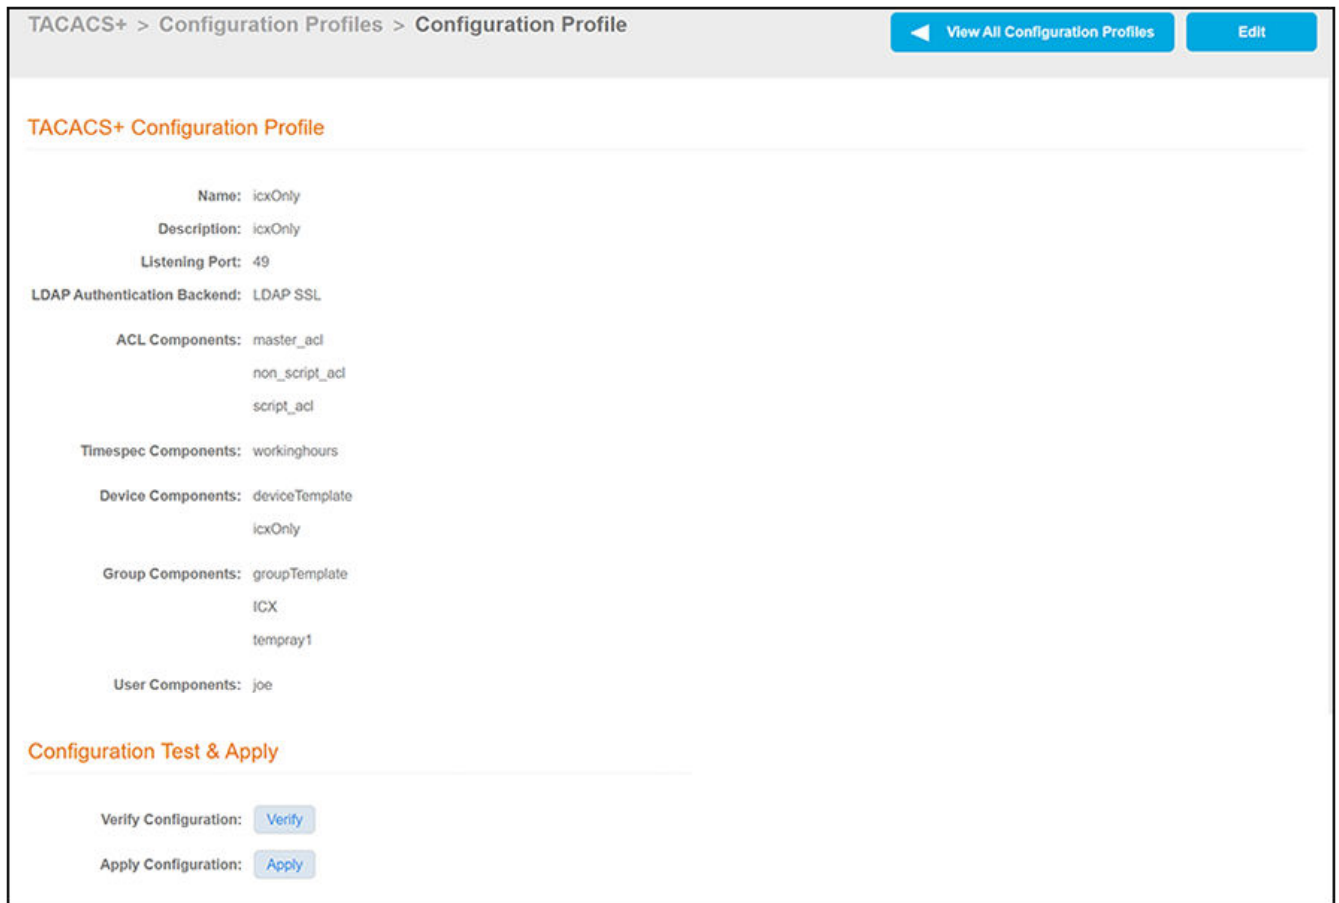 TACACS+ > Configuration Profiles > Configuration Profile
View All Configuration Profiles
Edit
TACACS+ Configuration Profile
Name: icxOnly
Description: icxOnly
Listening Port: 49
LDAP Authentication Backend: LDAP SSL
ACL Components: master_acl
non_script_acl
script_acl
Timespec Components: workinghours
Device Components: deviceTemplate
icxOnly
Group Components: groupTemplate
ICX
tempray1
User Components: joe
Configuration Test & Apply
Verify Configuration: Verify
Apply Configuration: Apply